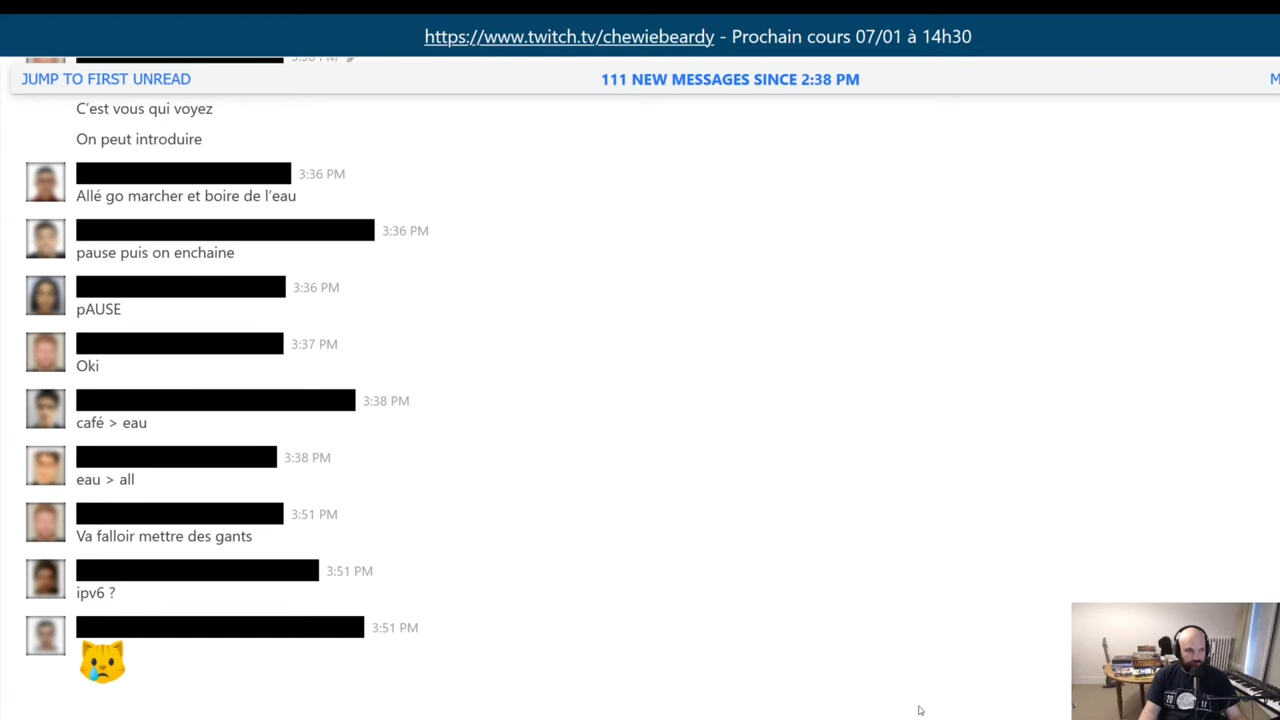 https://www.twitch.tv/chewiebeardy - Prochain cours 07/01 à 14h30
JUMP TO FIRST UNREAD
111 NEW MESSAGES SINCE 2:38 PM
C'est vous qui voyez
On peut introduire
3:36 PM
Allé go marcher et boire de l'eau
3:36 PM
pause puis on enchaine
3:36 PM
pAUSE
3:37 PM
Oki
3:38 PM
café > eau
3:38 PM
eau > all
3:51 PM
Va falloir mettre des gants
3:51 PM
ipv6 ?
3:51 PM